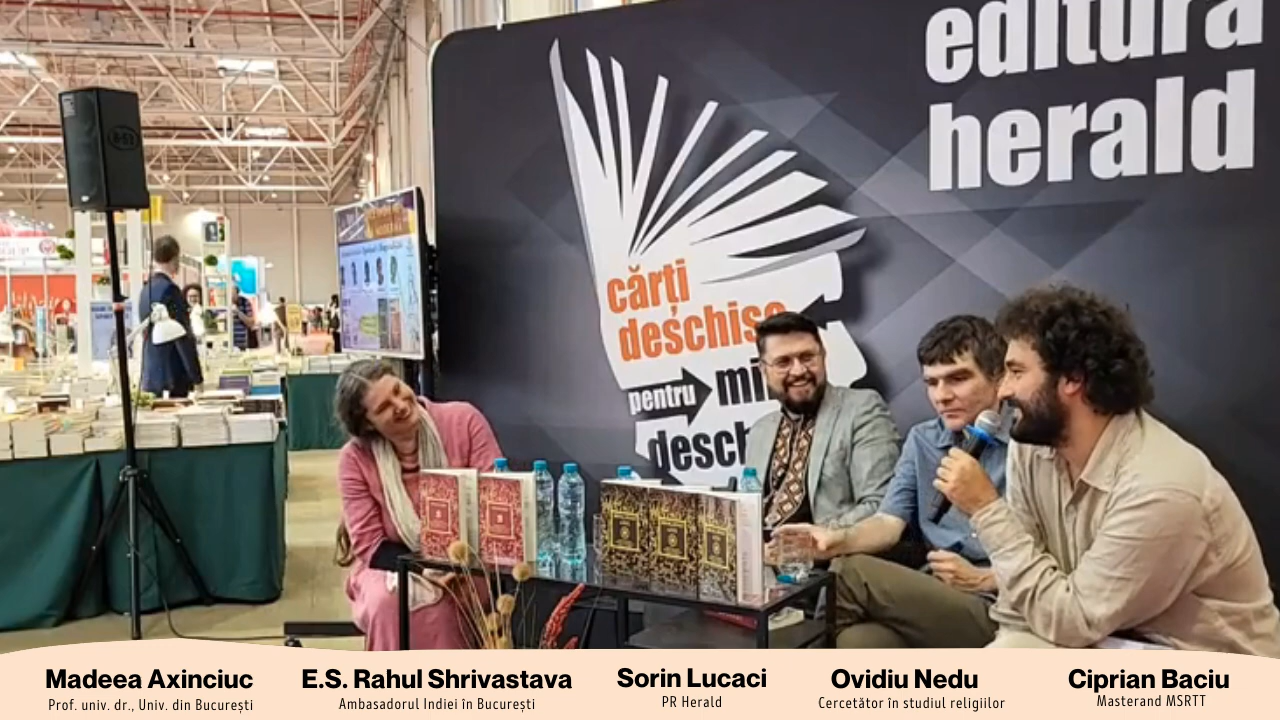 editura
herald
cărți
deschise
pentru
mi
desch
Madeea Axinciuc
Prof. univ. dr., Univ. din București
E.S. Rahul Shrivastava
Ambasadorul Indiei în București
Sorin Lucaci
PR Herald
Ovidiu Nedu
Cercetător în studiul religiilor
Ciprian Baciu
Masterand MSRTT